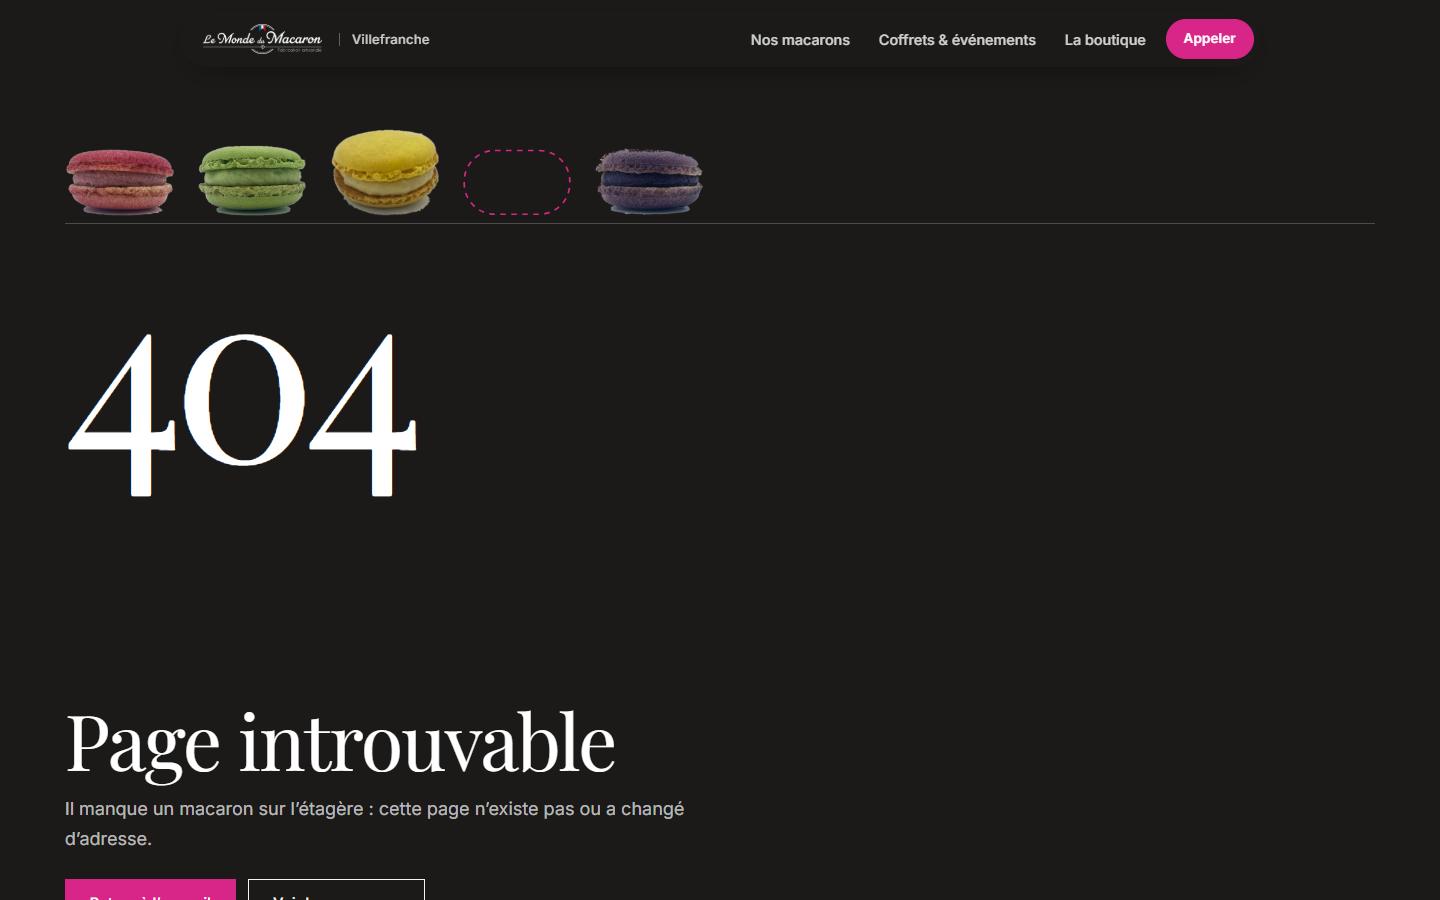 Le Monde du Macaron
Villefranche
Nos macarons
Coffrets & événements
La boutique
Appeler
404
Page introuvable
Il manque un macaron sur l’étagère : cette page n’existe pas ou a changé
d’adresse.